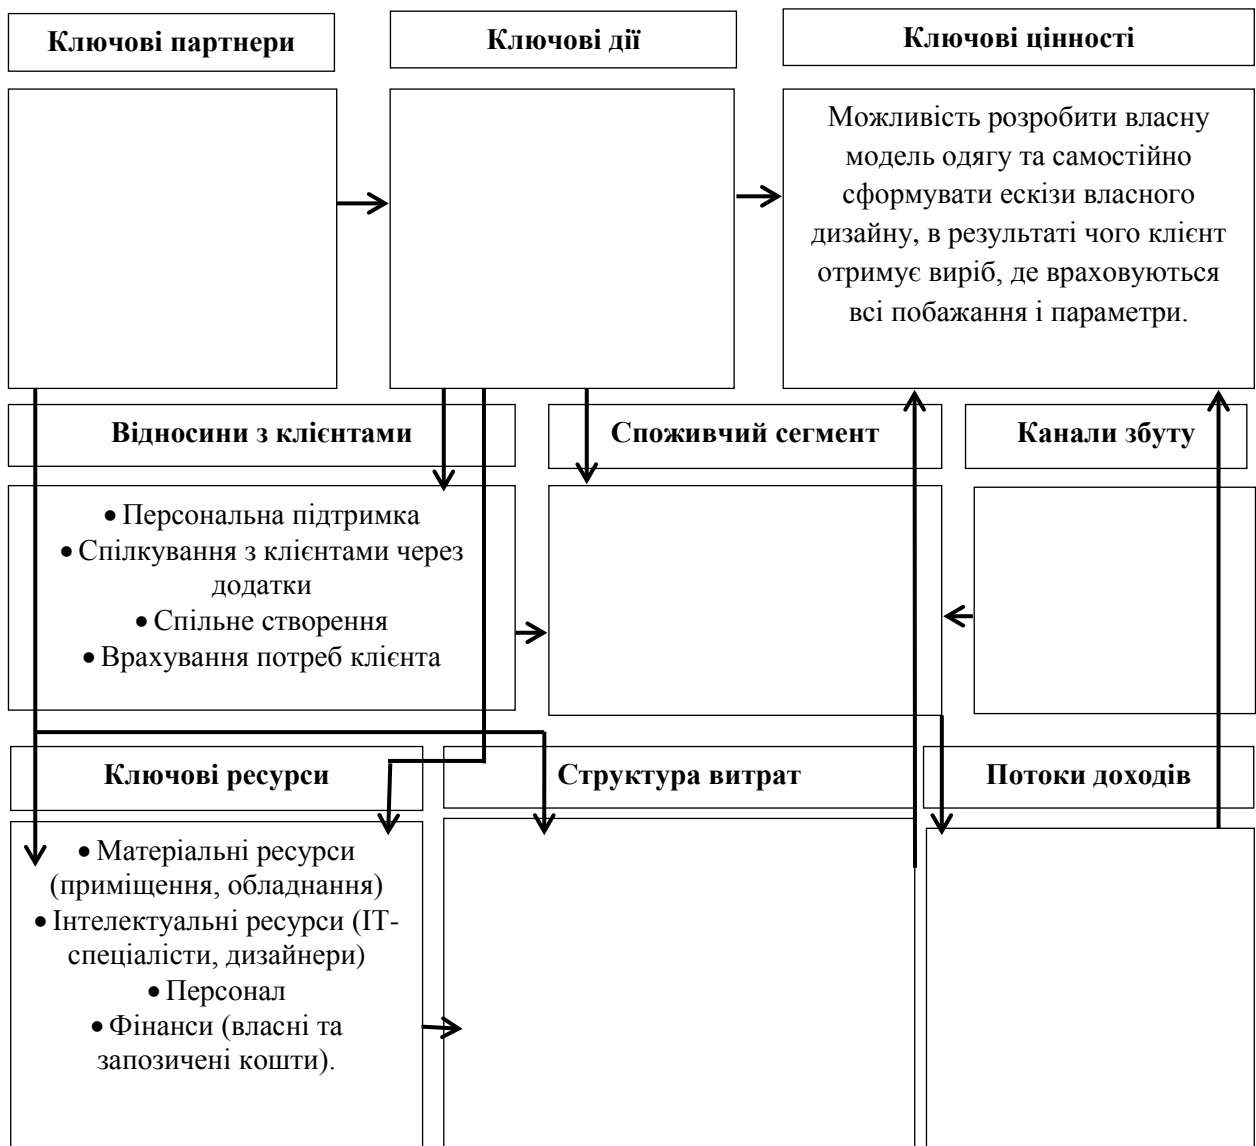 Ключові партнери
Ключові дії
Ключові цінності
Можливість розробити власну
модель одягу та самостійно
сформувати ескізи власного
дизайну, в результаті чого клієнт
отримує виріб, де враховуються
всі побажання і параметри.
Відносини з клієнтами
Споживчий сегмент
Канали збуту
• Персональна підтримка
• Спілкування з клієнтами через
додатки
• Спільне створення
• Врахування потреб клієнта
Ключові ресурси
Структура витрат
Потоки доходів
• Матеріальні ресурси
(приміщення, обладнання)
• Інтелектуальні ресурси (ІТ-
спеціалісти, дизайнери)
• Персонал
• Фінанси (власні та
запозичені кошти).